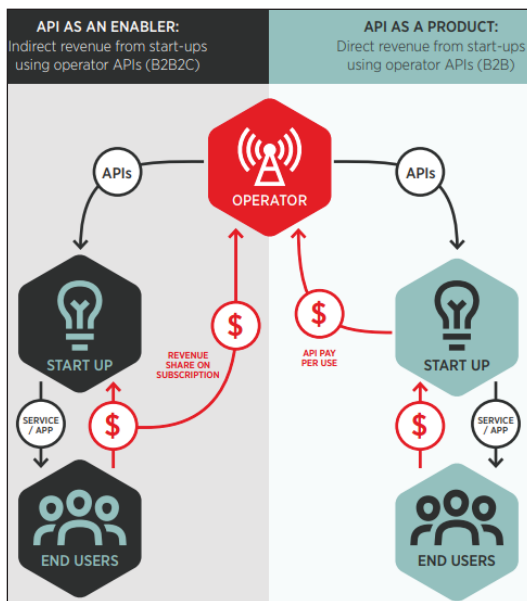 API AS AN ENABLER:
Indirect revenue from start-ups
using operator APIs (B2B2C)
API AS A PRODUCT:
Direct revenue from start-ups
using operator APIs (B2B)
APIs
OPERATOR
APIs
START UP
$
REVENUE
SHARE ON
SUBSCRIPTION
$
API PAY
PER USE
START UP
SERVICE
/ APP
$
$
SERVICE
/ APP
END USERS
END USERS